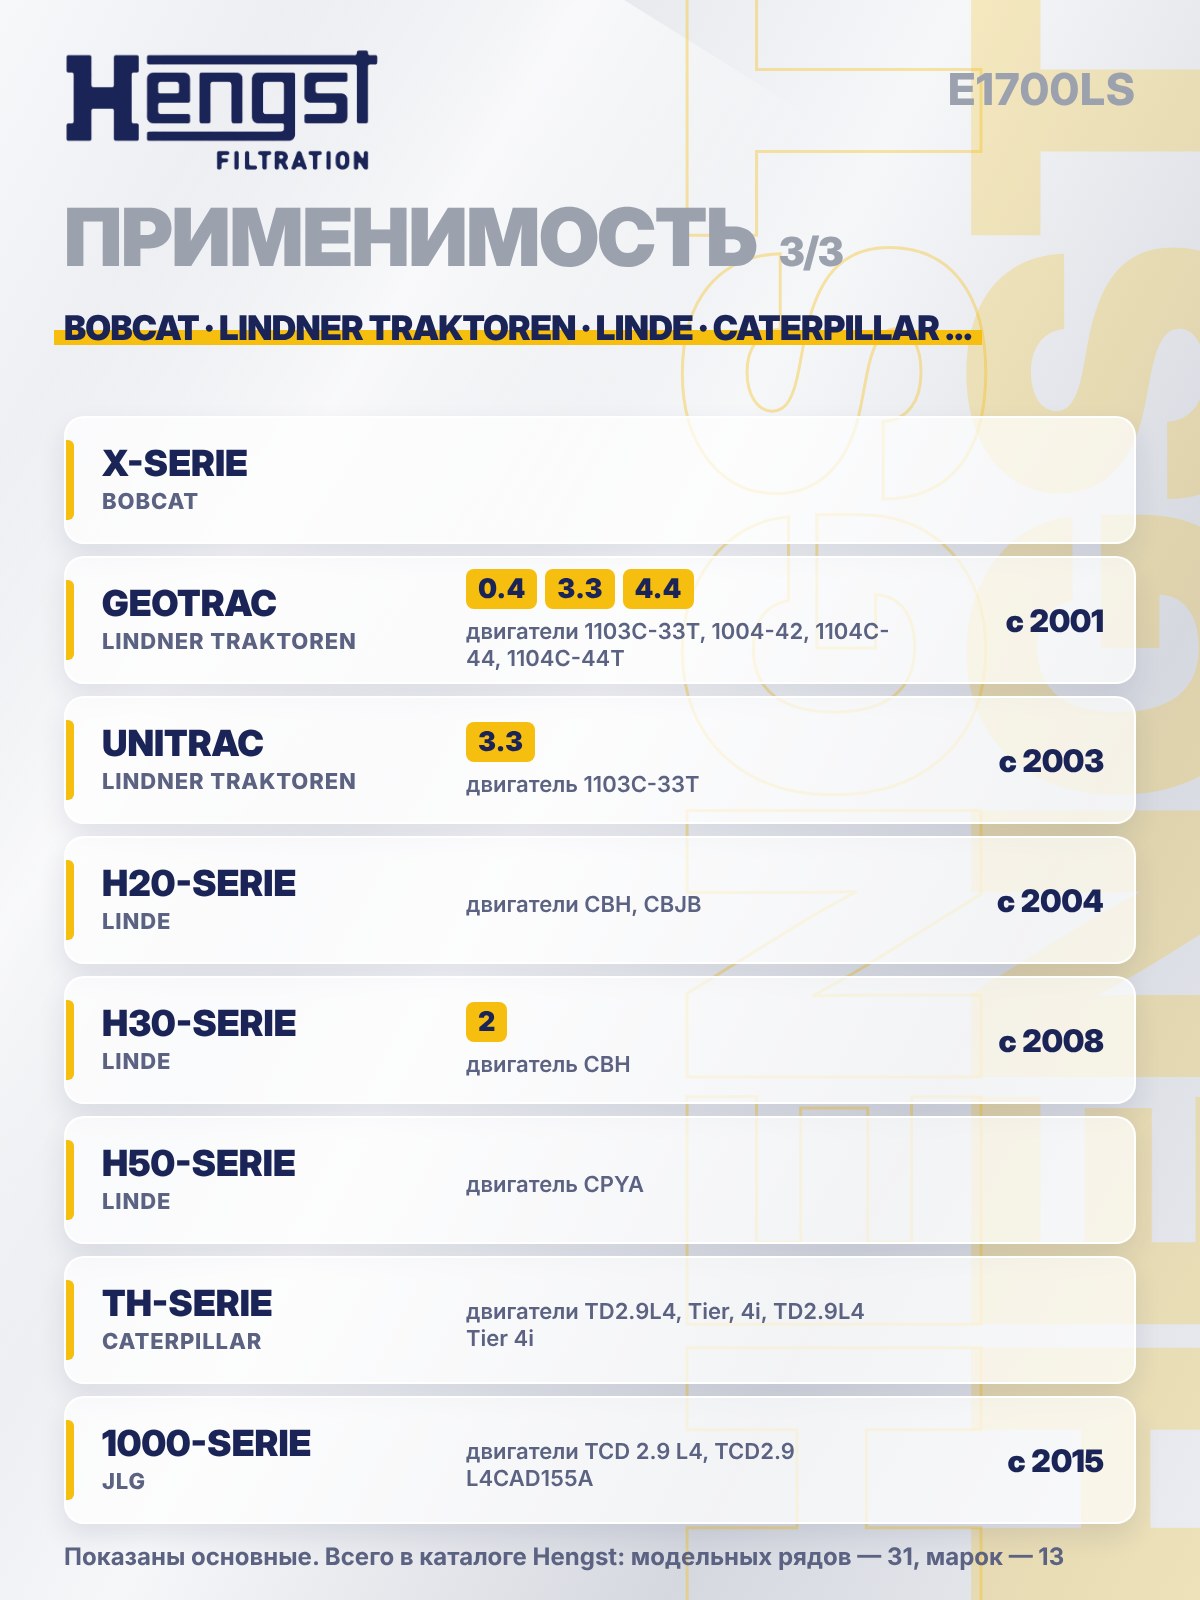 Hengst
FILTRATION
E1700LS
ПРИМЕНИМОСТЬ 3/3
BOBCAT · LINDNER TRAKTOREN · LINDE · CATERPILLAR ...
X-SERIE
BOBCAT
GEOTRAC
LINDNER TRAKTOREN
0.4 3.3 4.4
двигатели 1103C-33T, 1004-42, 1104C-
44, 1104C-44T
с 2001
UNITRAC
LINDNER TRAKTOREN
3.3
двигатель 1103C-33T
с 2003
H20-SERIE
LINDE
двигатели CBH, CBJB
с 2004
H30-SERIE
LINDE
2
двигатель CBH
с 2008
H50-SERIE
LINDE
двигатель CPYA
TH-SERIE
CATERPILLAR
двигатели TD2.9L4, Tier, 4i, TD2.9L4
Tier 4i
1000-SERIE
JLG
двигатели TCD 2.9 L4, TCD2.9
L4CAD155A
с 2015
Показаны основные. Всего в каталоге Hengst: модельных рядов — 31, марок — 13
HENGST
HENGST